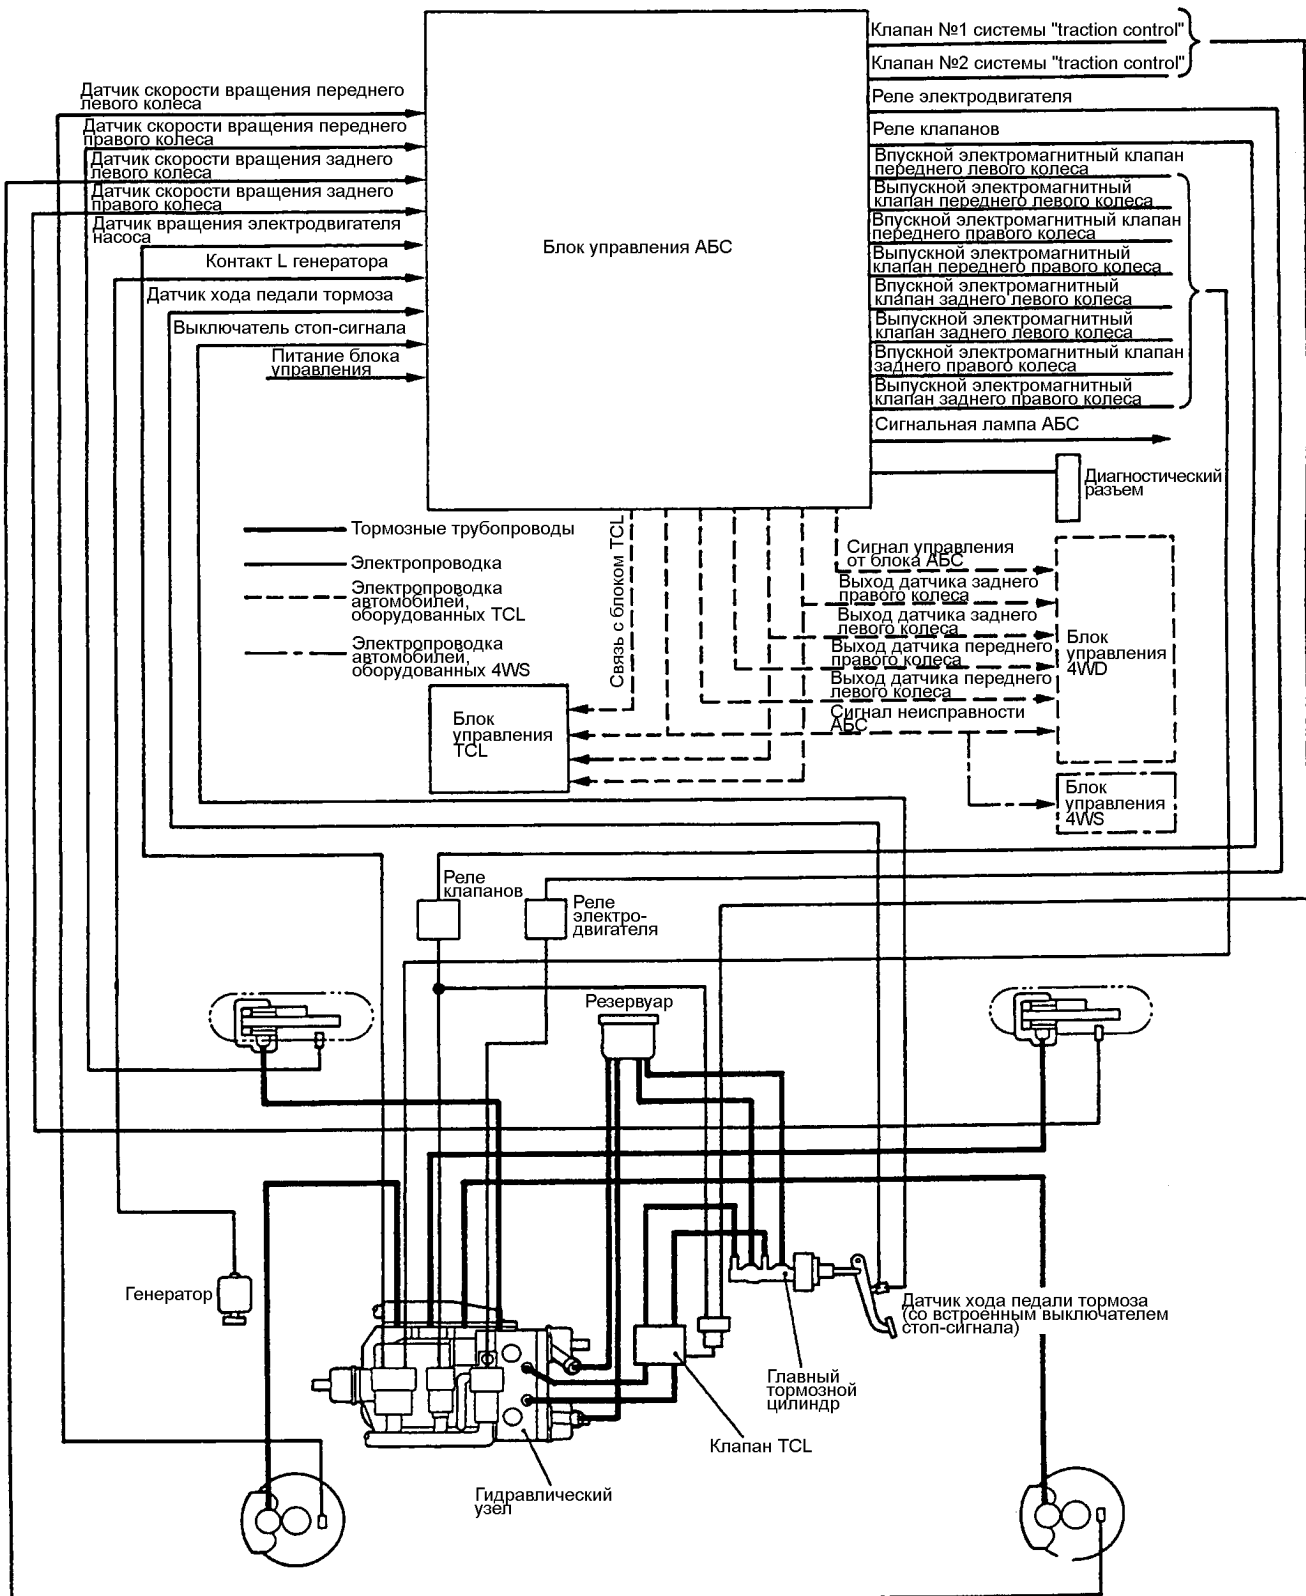 Датчик скорости вращения переднего
левого колеса
Датчик скорости вращения переднего
правого колеса
Датчик скорости вращения заднего
левого колеса
Датчик скорости вращения заднего
правого колеса
Датчик вращения электродвигателя
насоса
Контакт L генератора
Датчик хода педали тормоза
Выключатель стоп-сигнала
Питание блока
управления
Блок управления АБС
Клапан №1 системы "traction control"
Клапан №2 системы "traction control"
Реле электродвигателя
Реле клапанов
Впускной электромагнитный клапан
переднего левого колеса
Выпускной электромагнитный
клапан переднего левого колеса
Впускной электромагнитный клапан
переднего правого колеса
Выпускной электромагнитный
клапан переднего правого колеса
Впускной электромагнитный
клапан заднего левого колеса
Выпускной электромагнитный
клапан заднего левого колеса
Впускной электромагнитный клапан
заднего правого колеса
Выпускной электромагнитный
клапан заднего правого колеса
Сигнальная лампа АБС
Диагностический
разъем
Тормозные трубопроводы
Электропроводка
Электропроводка
автомобилей,
оборудованных TCL
Электропроводка
автомобилей,
оборудованных 4WS
Связь с блоком TCL
Сигнал управления
от блока АБС
Выход датчика заднего
правого колеса
Выход датчика заднего
левого колеса
Выход датчика переднего
правого колеса
Выход датчика переднего
левого колеса
Сигнал неисправности
АБС
Блок
управления
4WD
Блок
управления
TCL
Блок
управления
4WS
Реле
клапанов
Реле
электро-
двигателя
Резервуар
Генератор
Датчик хода педали тормоза
(со встроенным выключателем
стоп-сигнала)
Главный
тормозной
цилиндр
Клапан TCL
Гидравлический
узел